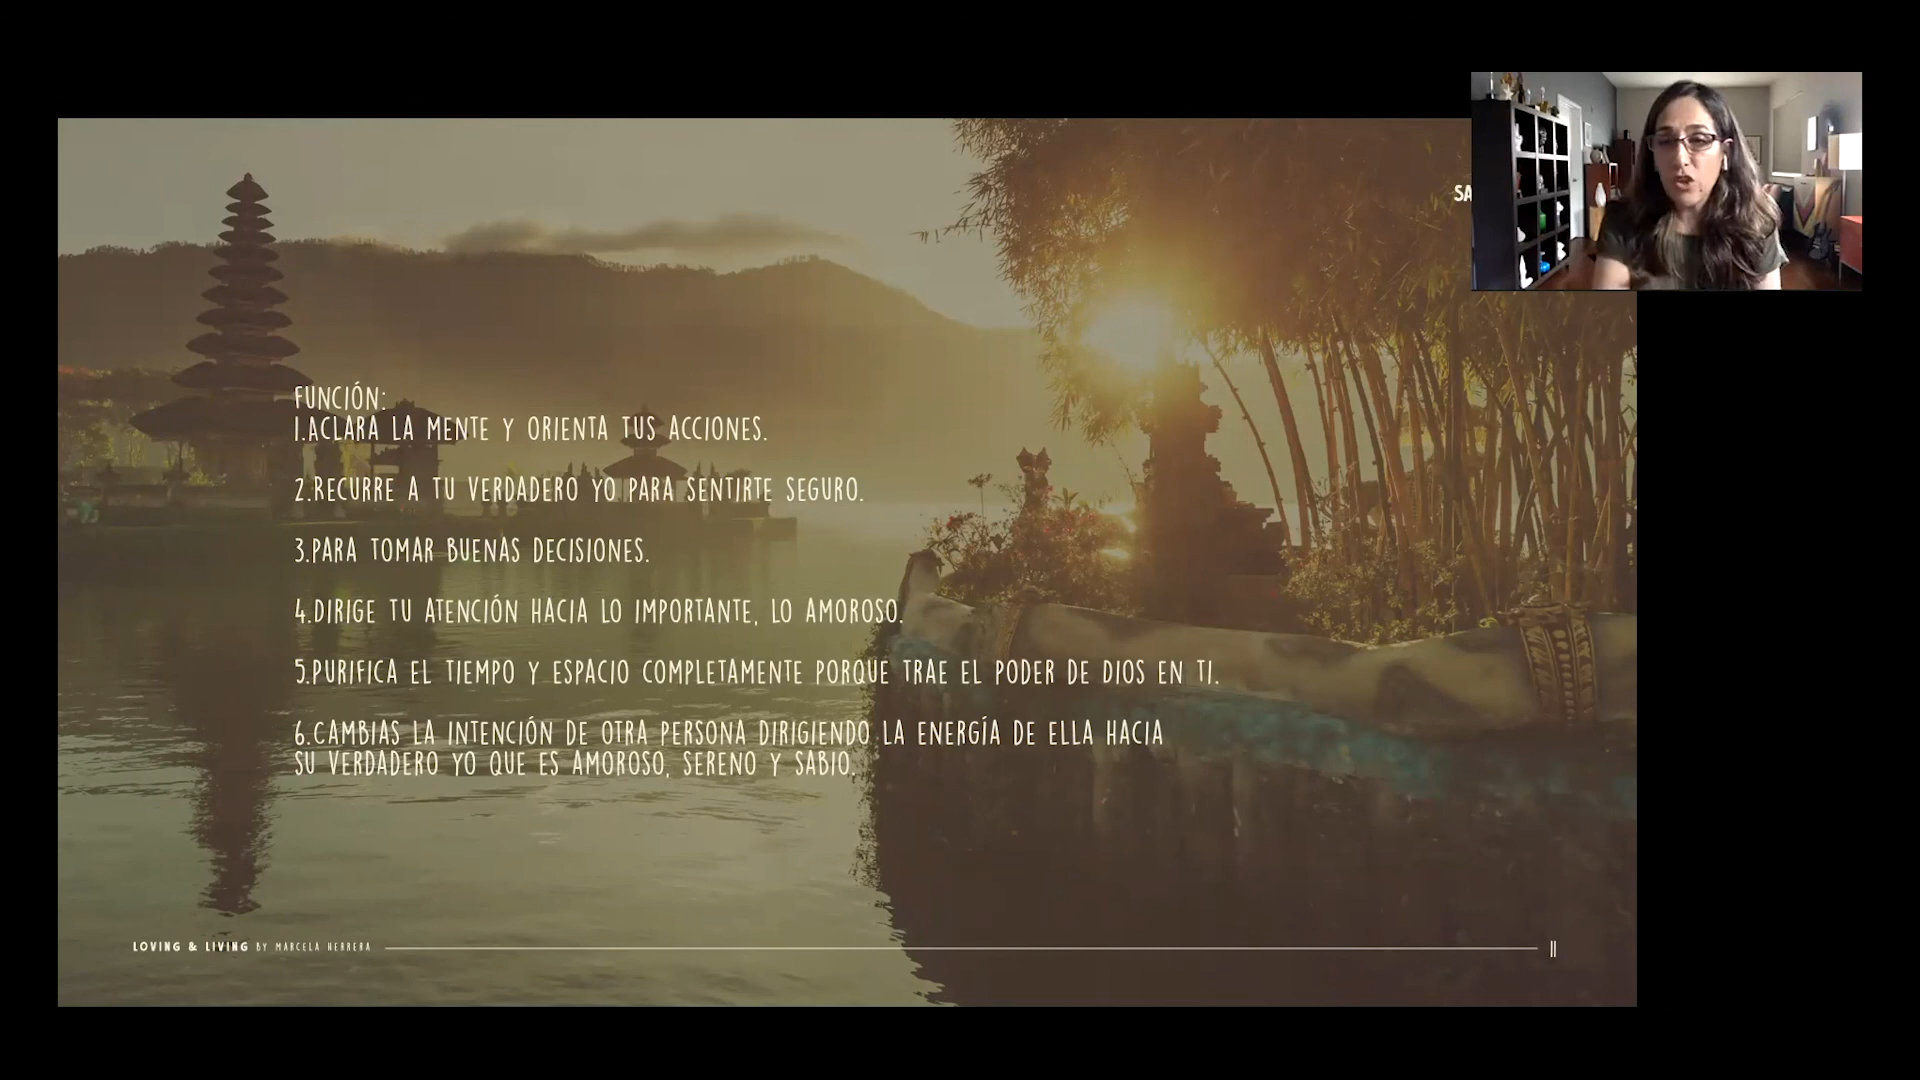 FUNCIÓN:
1.ACLARA LA MENTE Y ORIENTA TUS ACCIONES.
2.RECURRE A TU VERDADERO YO PARA SENTIRTE SEGURO.
3.PARA TOMAR BUENAS DECISIONES.
4.DIRIGE TU ATENCIÓN HACIA LO IMPORTANTE, LO AMOROSO.
5.PURIFICA EL TIEMPO Y ESPACIO COMPLETAMENTE PORQUE TRAE EL PODER DE DIOS EN TI.
6.CAMBIAS LA INTENCIÓN DE OTRA PERSONA DIRIGIENDO LA ENERGÍA DE ELLA HACIA
SU VERDADERO YO QUE ES AMOROSO, SERENO Y SABIO.
LOVING & LIVING BY MARCELA HERRERA
11